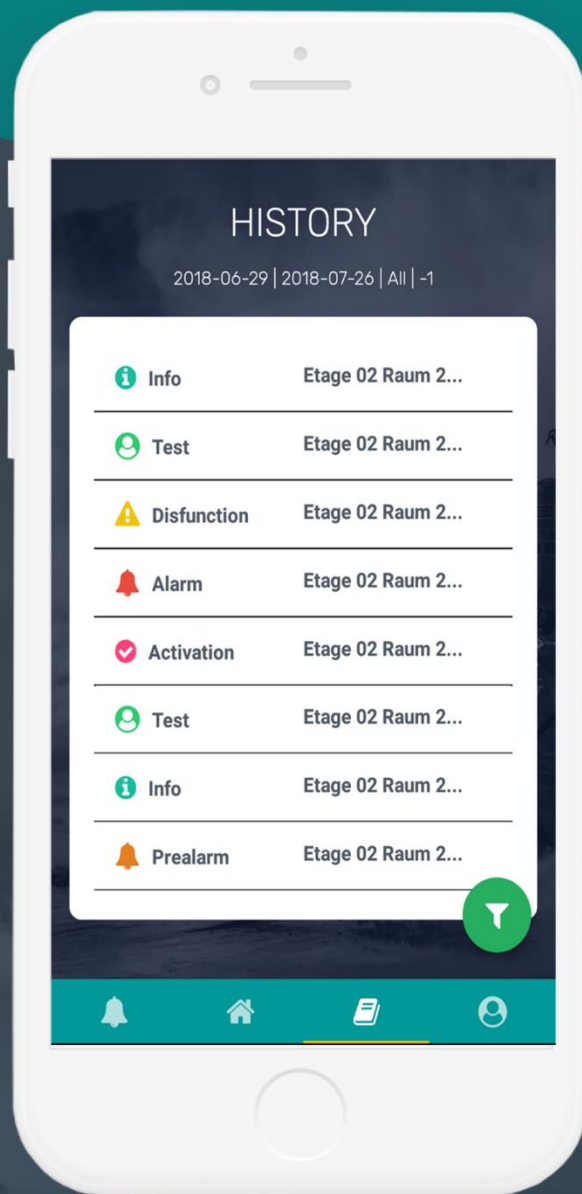 HISTORY
2018-06-29 | 2018-07-26 | All | -1
Info Etage 02 Raum 2...
Test Etage 02 Raum 2...
Disfunction Etage 02 Raum 2...
Alarm Etage 02 Raum 2...
Activation Etage 02 Raum 2...
Test Etage 02 Raum 2...
Info Etage 02 Raum 2...
Prealarm Etage 02 Raum 2...